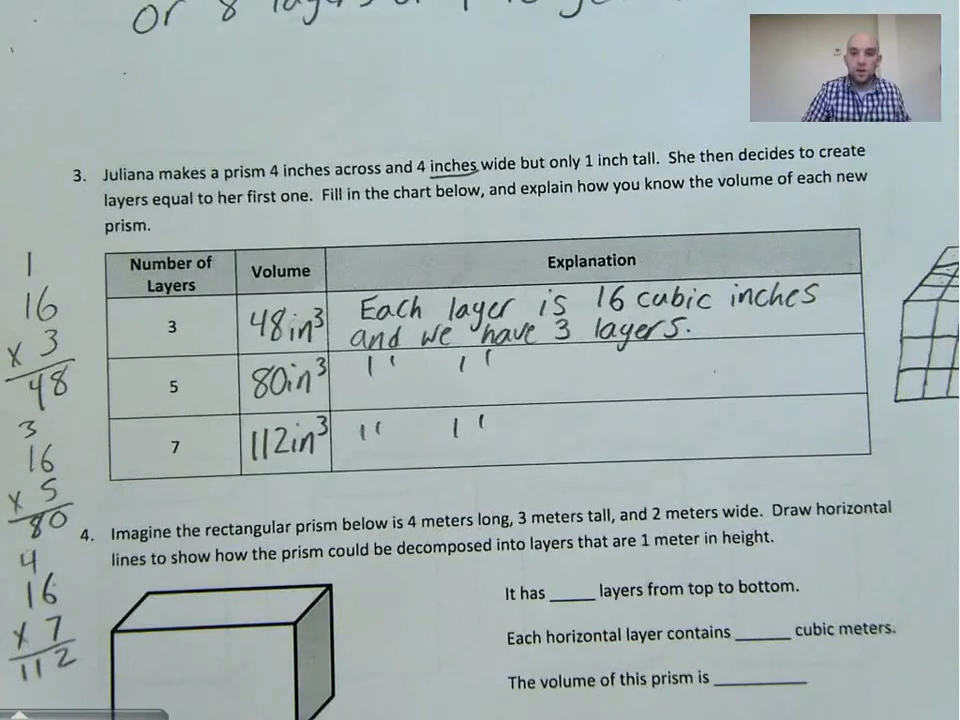 or 8 layers of
3. Juliana makes a prism 4 inches across and 4 inches wide but only 1 inch tall. She then decides to create
layers equal to her first one. Fill in the chart below, and explain how you know the volume of each new
prism.
Number of Layers Volume Explanation
3 48in³ Each layer is 16 cubic inches
and we have 3 layers.
5 80in³ " "
7 112in³ " "
1
16
x 3
48
3
16
x 5
80
4
16
x 7
112
4. Imagine the rectangular prism below is 4 meters long, 3 meters tall, and 2 meters wide. Draw horizontal
lines to show how the prism could be decomposed into layers that are 1 meter in height.
It has _____ layers from top to bottom.
Each horizontal layer contains ______ cubic meters.
The volume of this prism is __________